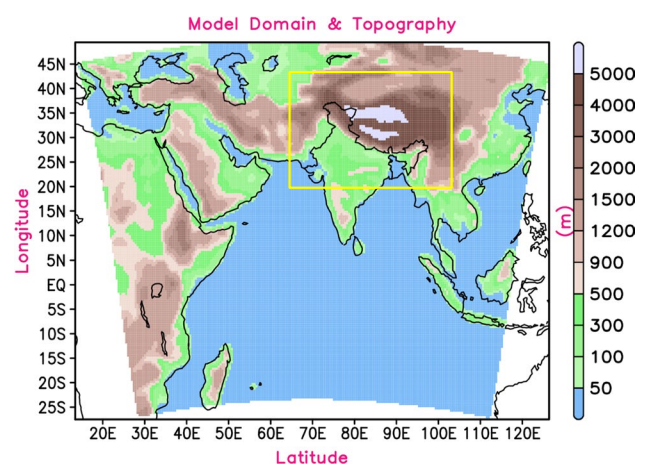 Model Domain & Topography
45N
40N
35N
30N
25N
20N
15N
10N
5N
EQ
5S
10S
15S
20S
25S
Longitude
20E 30E 40E 50E 60E 70E 80E 90E 100E 110E 120E
Latitude
5000
4000
3000
2000
1500
1200
900
500
300
100
50
(m)